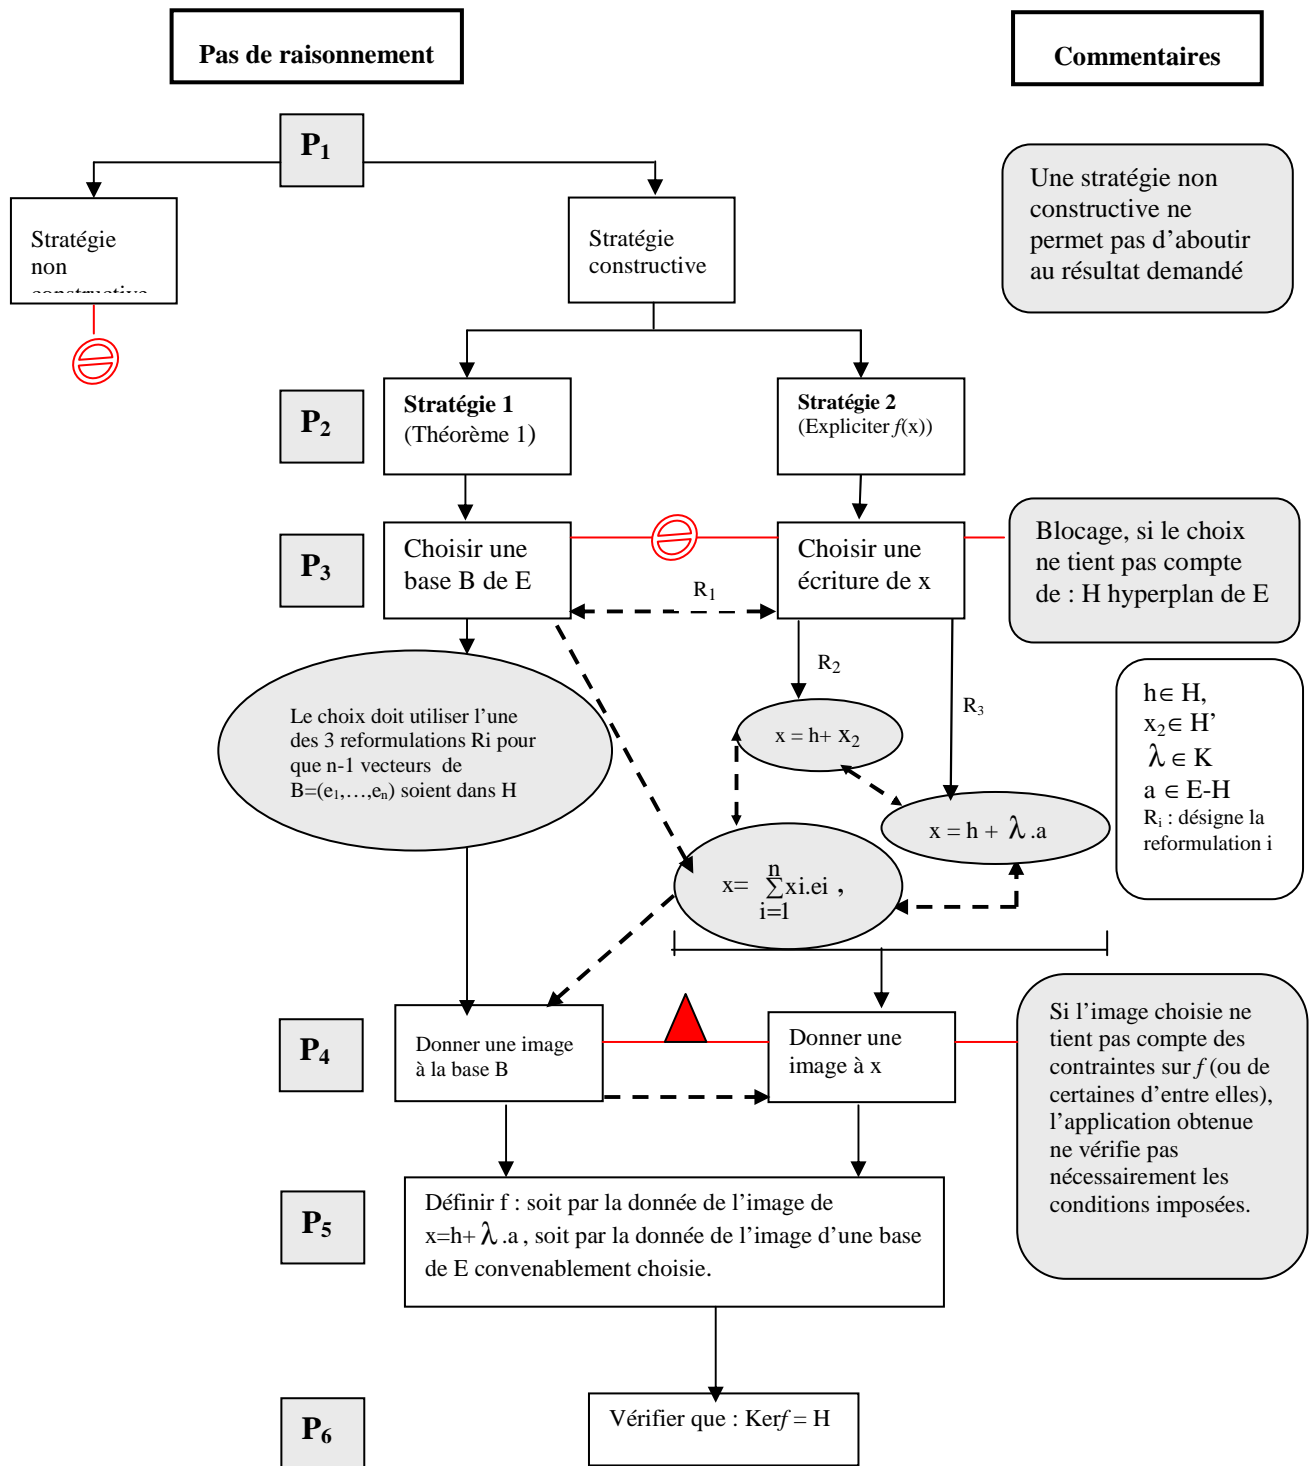 Pas de raisonnement
Commentaires
P1
Une stratégie non
constructive ne
permet pas d'aboutir
au résultat demandé
Stratégie
non
constructive
Stratégie
constructive
P2
Stratégie 1
(Théorème 1)
Stratégie 2
(Expliciter f(x))
P3
Choisir une
base B de E
R1
Choisir une
écriture de x
Blocage, si le choix
ne tient pas compte
de : H hyperplan de E
R2
R3
Le choix doit utiliser l'une
des 3 reformulations Ri pour
que n-1 vecteurs de
B=(e1,…,en) soient dans H
x = h+ x2
x = h + λ .a
n
x= ∑xi.ei ,
i=1
h∈ H,
x2∈ H'
λ ∈ K
a ∈ E-H
Ri : désigne la
reformulation i
P4
Donner une image
à la base B
Donner une
image à x
Si l'image choisie ne
tient pas compte des
contraintes sur f (ou de
certaines d'entre elles),
l'application obtenue
ne vérifie pas
nécessairement les
conditions imposées.
P5
Définir f : soit par la donnée de l'image de
x=h+ λ .a , soit par la donnée de l'image d'une base
de E convenablement choisie.
P6
Vérifier que : Kerf = H